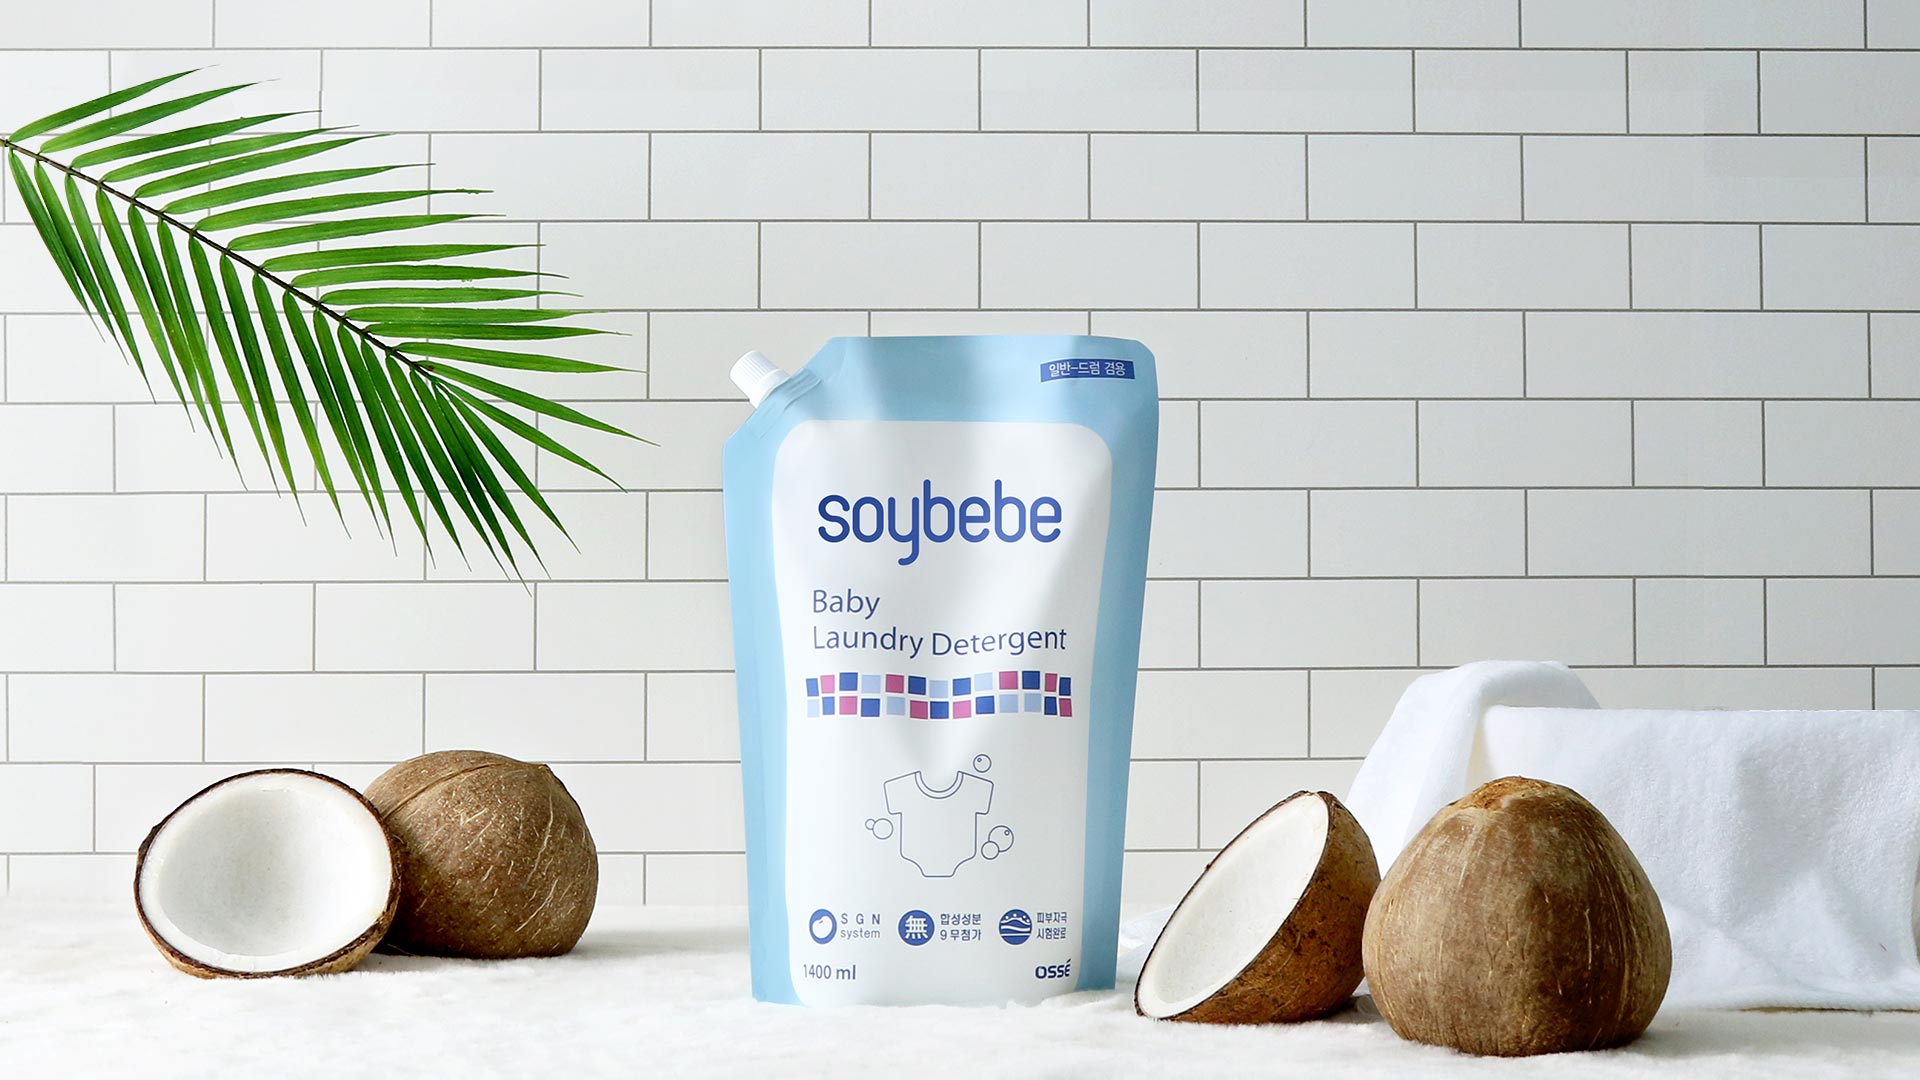 일반-드럼 겸용
soybebe
Baby
Laundry Detergent
S G N
system
無
합성성분
9 무첨가
피부자극
시험완료
1400 ml
ossé